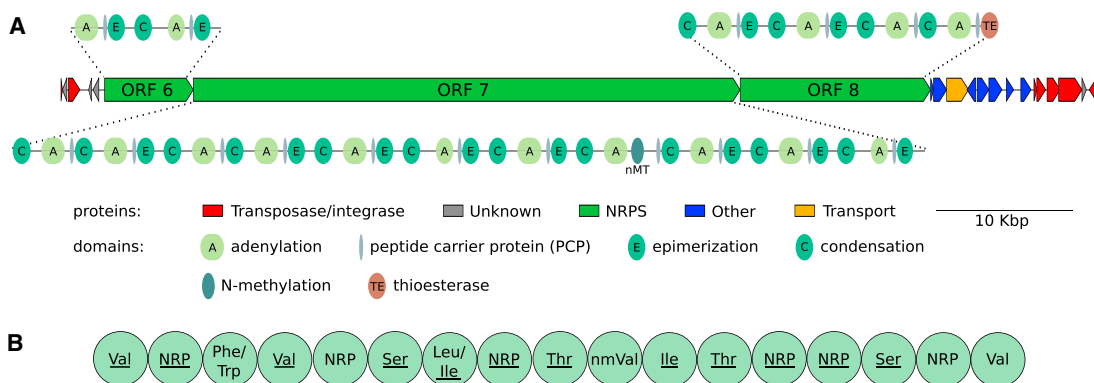 A
A E C A E
C A E C A E C A C A TE
ORF 6 ORF 7 ORF 8
C A C A E C A C A E C A E C A E C A E C A C A E C A E C A E
nMT
proteins: Transposase/integrase Unknown NRPS Other Transport
10 Kbp
domains: A adenylation peptide carrier protein (PCP) E epimerization C condensation
N-methylation TE thioesterase
B
Val NRP Phe/ Trp Val NRP Ser Leu/ Ile NRP Thr nmVal Ile Thr NRP NRP Ser NRP Val